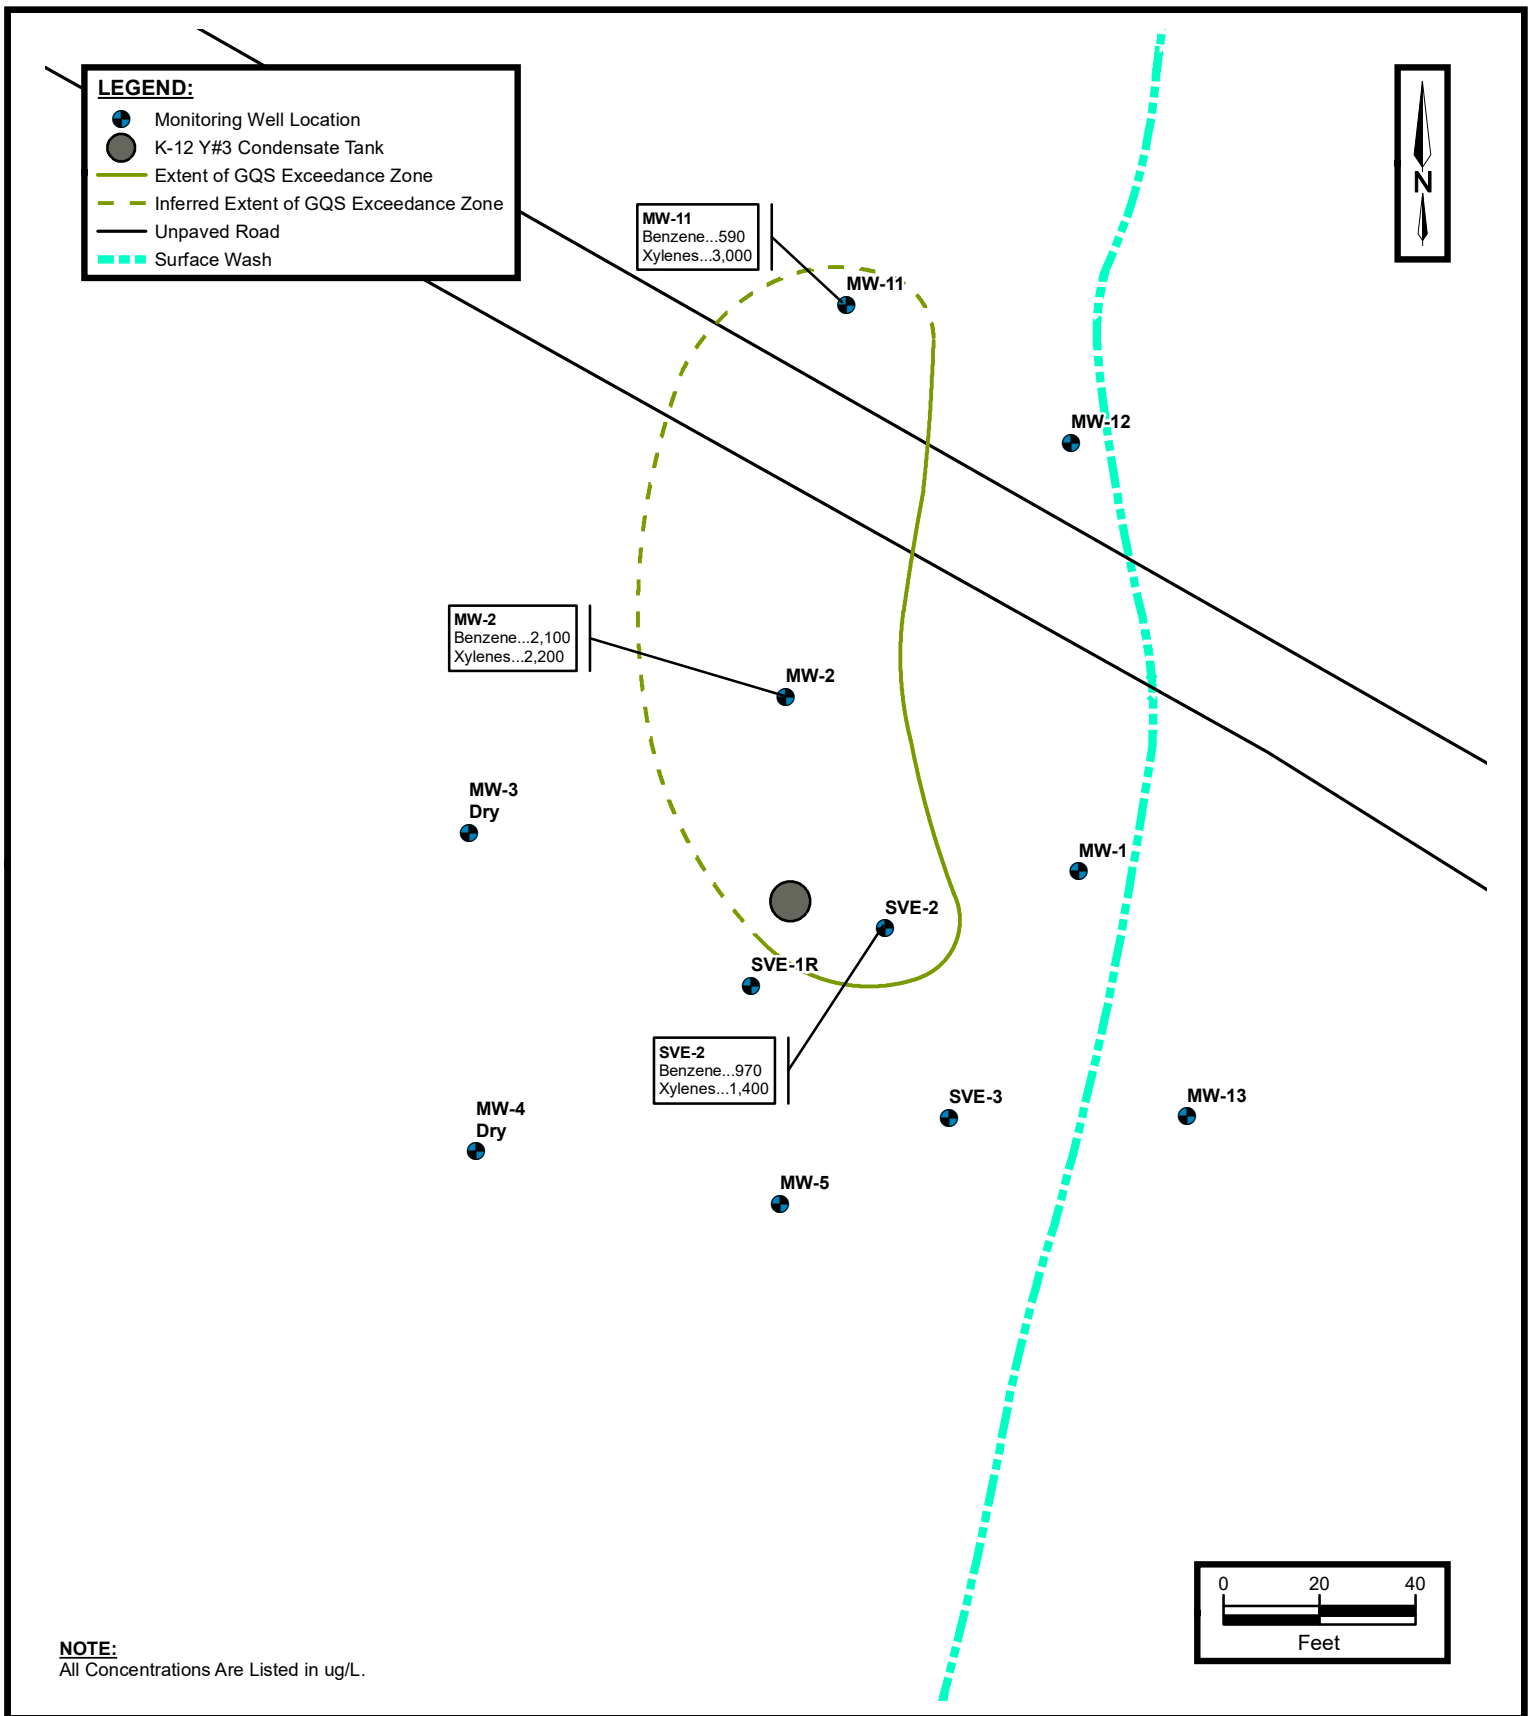 LEGEND:
Monitoring Well Location
K-12 Y#3 Condensate Tank
Extent of GQS Exceedance Zone
Inferred Extent of GQS Exceedance Zone
Unpaved Road
Surface Wash
N
MW-11
Benzene...590
Xylenes...3,000
MW-11
MW-12
MW-2
Benzene...2,100
Xylenes...2,200
MW-2
MW-3
Dry
MW-1
SVE-2
SVE-1R
SVE-2
Benzene...970
Xylenes...1,400
SVE-3
MW-13
MW-4
Dry
MW-5
0 20 40
Feet
NOTE:
All Concentrations Are Listed in ug/L.